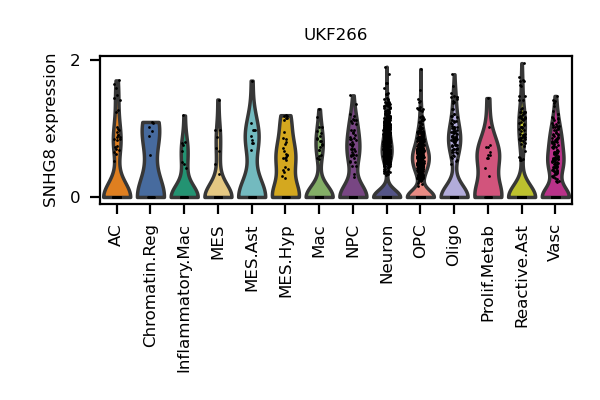 UKF266
SNHG8 expression
2
0
AC
Chromatin.Reg
Inflammatory.Mac
MES
MES.Ast
MES.Hyp
Mac
NPC
Neuron
OPC
Oligo
Prolif.Metab
Reactive.Ast
Vasc